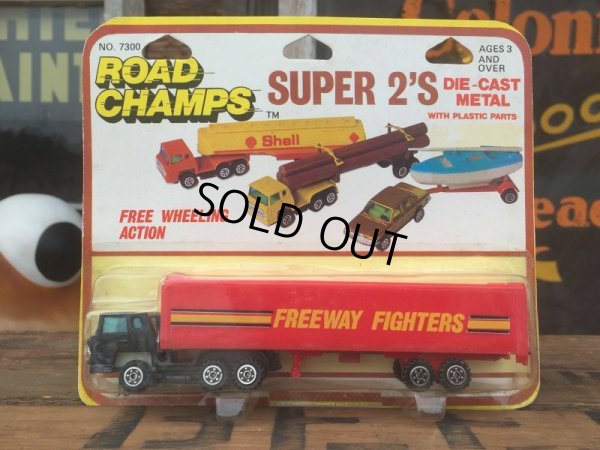 NO. 7300
ROAD
CHAMPS
TM
SUPER 2'S
AGES 3
AND
OVER
DIE-CAST
METAL
WITH PLASTIC PARTS
Shell
FREE WHEELING
ACTION
SOLD OUT
FREEWAY FIGHTERS